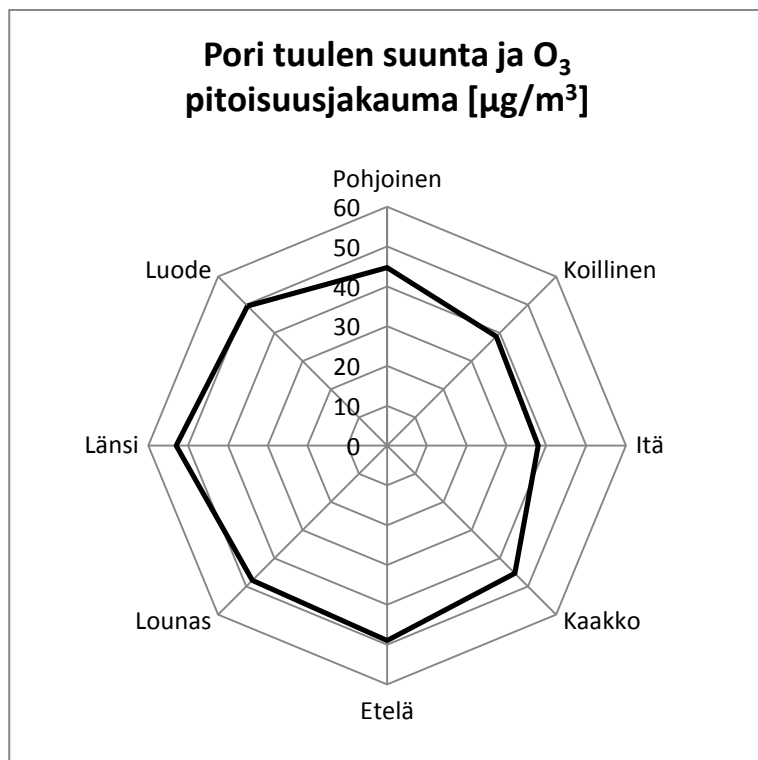 Pori tuulen suunta ja O₃
pitoisuusjakauma [µg/m³]
Pohjoinen
60
50
Luode
Koillinen
40
30
20
10
Länsi
0
Itä
Lounas
Kaakko
Etelä